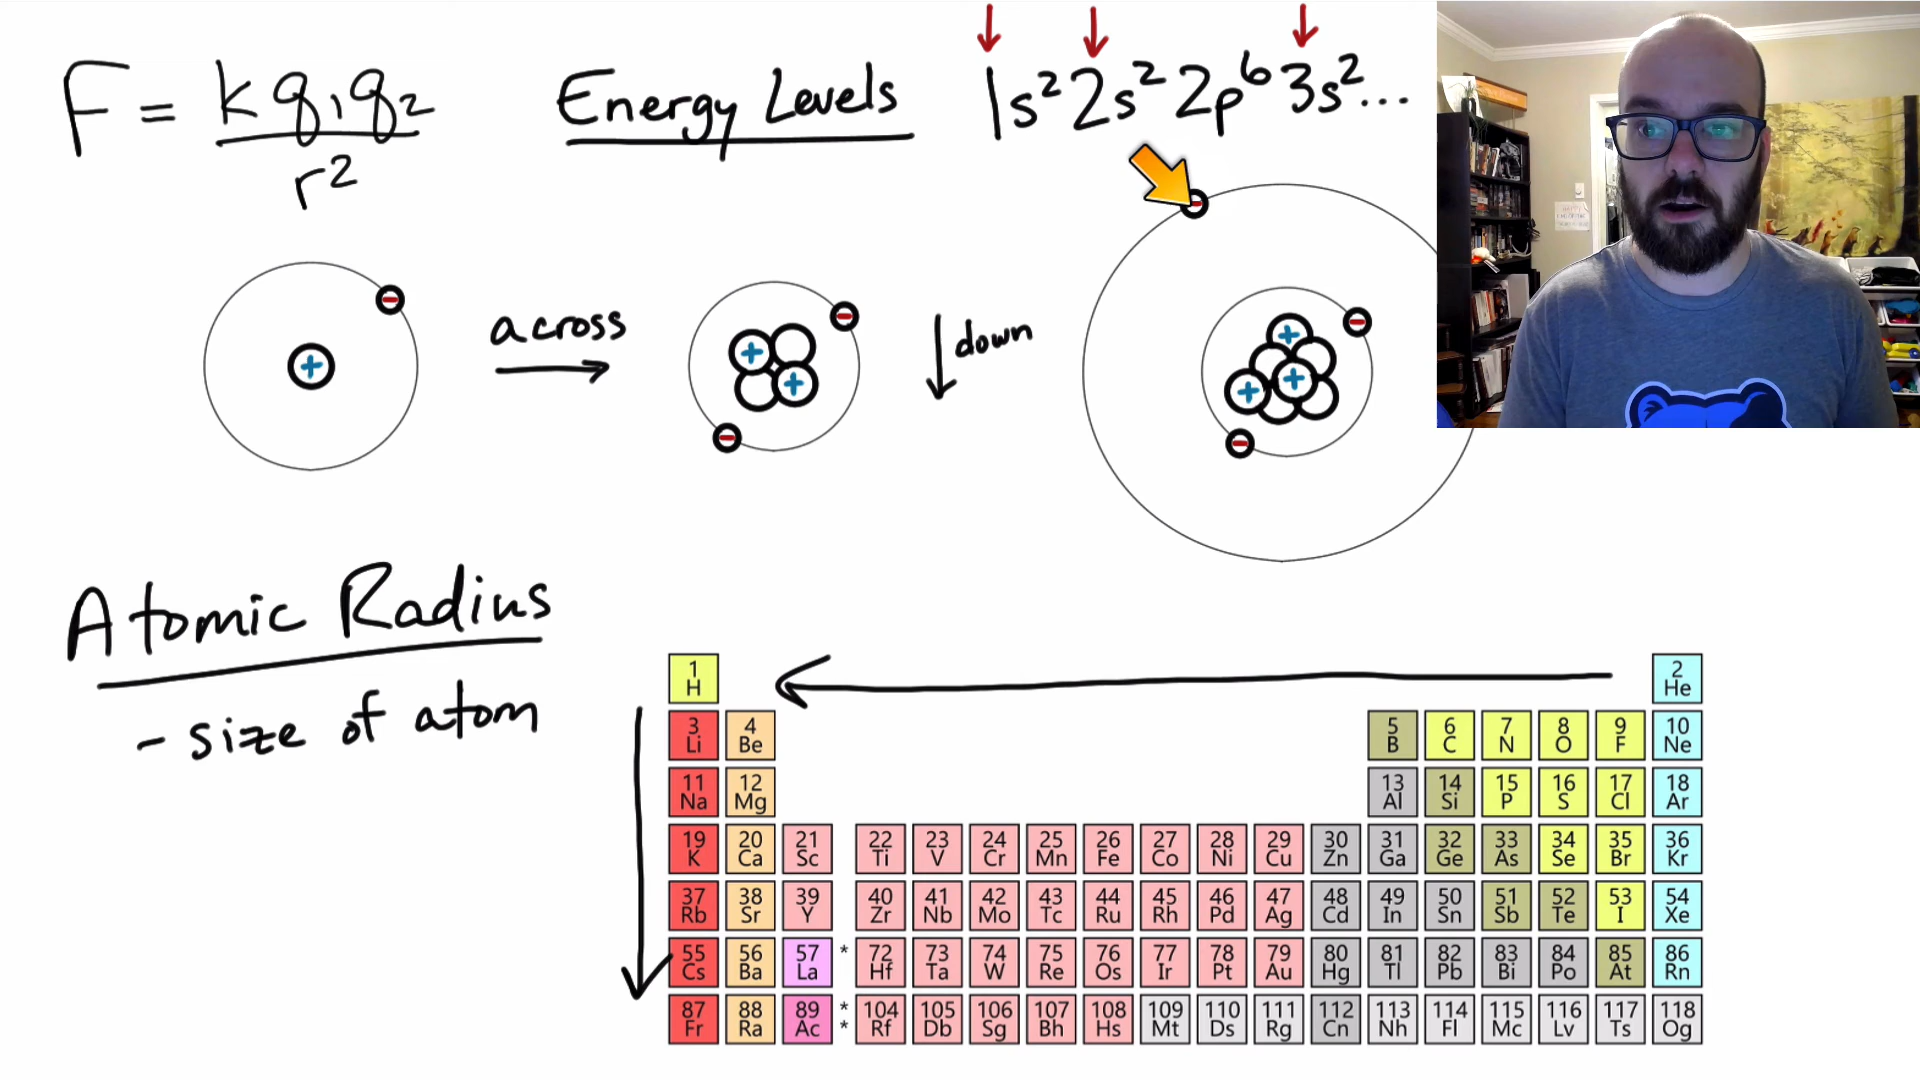 F = k q₁q₂
r²
Energy Levels
1s² 2s² 2p⁶ 3s²...
across
down
+
+ +
+ + +
Atomic Radius
- size of atom
1 2
H He
3 4 5 6 7 8 9 10
Li Be B C N O F Ne
11 12 13 14 15 16 17 18
Na Mg Al Si P S Cl Ar
19 20 21 22 23 24 25 26 27 28 29 30 31 32 33 34 35 36
K Ca Sc Ti V Cr Mn Fe Co Ni Cu Zn Ga Ge As Se Br Kr
37 38 39 40 41 42 43 44 45 46 47 48 49 50 51 52 53 54
Rb Sr Y Zr Nb Mo Tc Ru Rh Pd Ag Cd In Sn Sb Te I Xe
55 56 57 * 72 73 74 75 76 77 78 79 80 81 82 83 84 85 86
Cs Ba La Hf Ta W Re Os Ir Pt Au Hg Tl Pb Bi Po At Rn
87 88 89 * 104 105 106 107 108 109 110 111 112 113 114 115 116 117 118
Fr Ra Ac * Rf Db Sg Bh Hs Mt Ds Rg Cn Nh Fl Mc Lv Ts Og